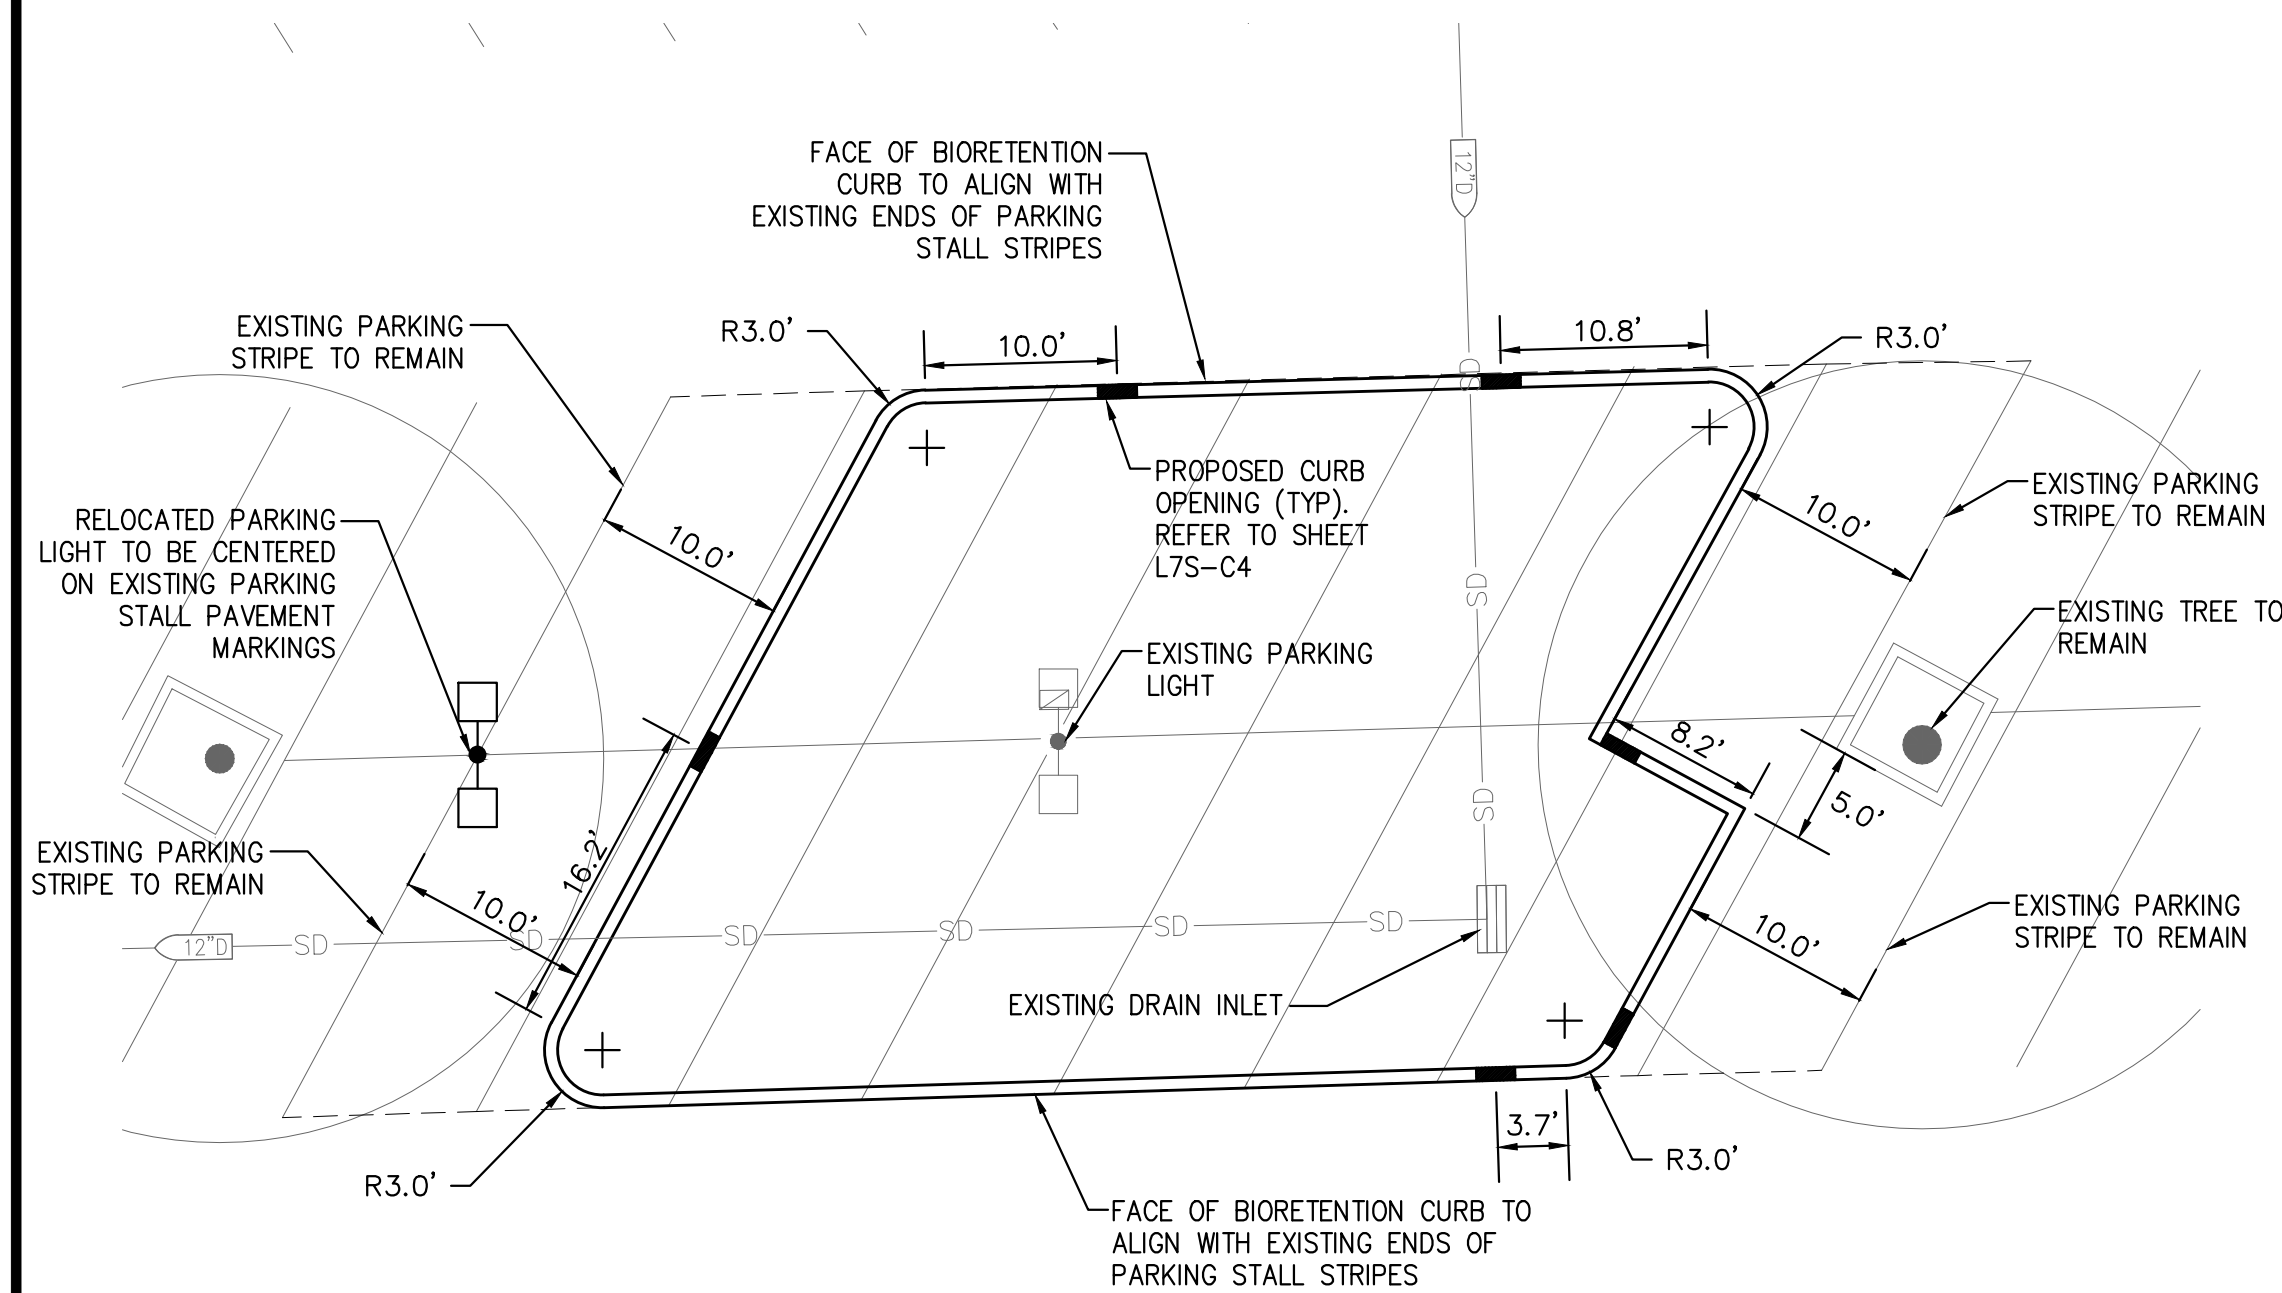 FACE OF BIORETENTION
CURB TO ALIGN WITH
EXISTING ENDS OF PARKING
STALL STRIPES
12"D
EXISTING PARKING
STRIPE TO REMAIN
R3.0'
10.0'
10.8'
R3.0'
SD
PROPOSED CURB
OPENING (TYP).
REFER TO SHEET
L7S-C4
EXISTING PARKING
STRIPE TO REMAIN
10.0'
RELOCATED PARKING
LIGHT TO BE CENTERED
ON EXISTING PARKING
STALL PAVEMENT
MARKINGS
10.0'
SD
EXISTING TREE TO
REMAIN
EXISTING PARKING
LIGHT
8.2'
5.0'
SD
16.2'
EXISTING PARKING
STRIPE TO REMAIN
10.0'
12"D
SD
SD
SD
SD
SD
SD
10.0'
EXISTING PARKING
STRIPE TO REMAIN
EXISTING DRAIN INLET
3.7'
R3.0'
R3.0'
FACE OF BIORETENTION CURB TO
ALIGN WITH EXISTING ENDS OF
PARKING STALL STRIPES